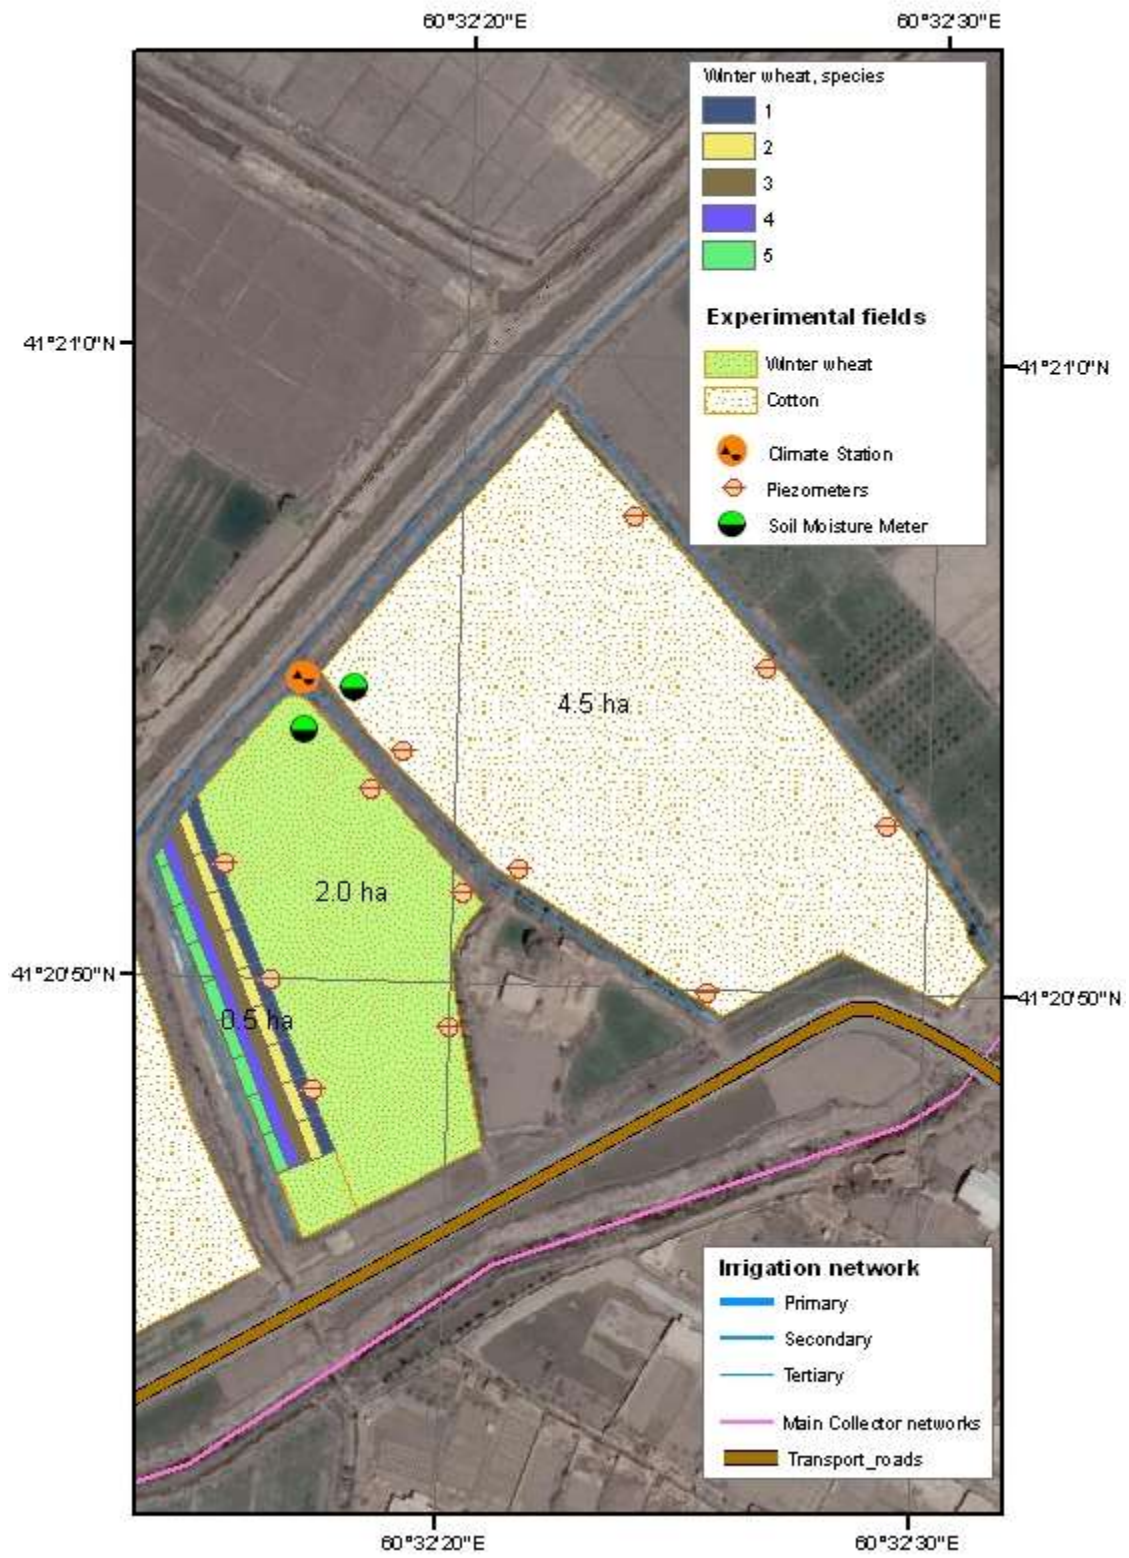 60°32'20"E
60°32'30"E
Winter wheat, species
1
2
3
4
5
Experimental fields
Winter wheat
Cotton
Climate Station
Piezometers
Soil Moisture Meter
41°21'0"N
41°21'0"N
4.5 ha
2.0 ha
41°20'50"N
41°20'50"N
0.5 ha
Irrigation network
Primary
Secondary
Tertiary
Main Collector networks
Transport_roads
60°32'20"E
60°32'30"E